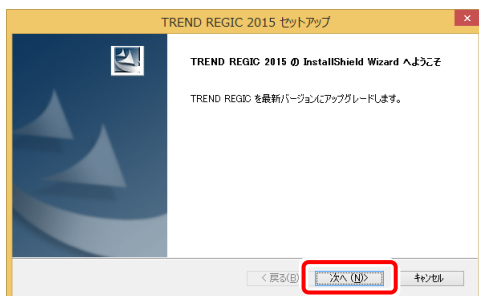 TREND REGIC 2015 セットアップ
TREND REGIC 2015 の InstallShield Wizard へようこそ
TREND REGIC を最新バージョンにアップグレードします。
< 戻る(B)
次へ (N)>
キャンセル